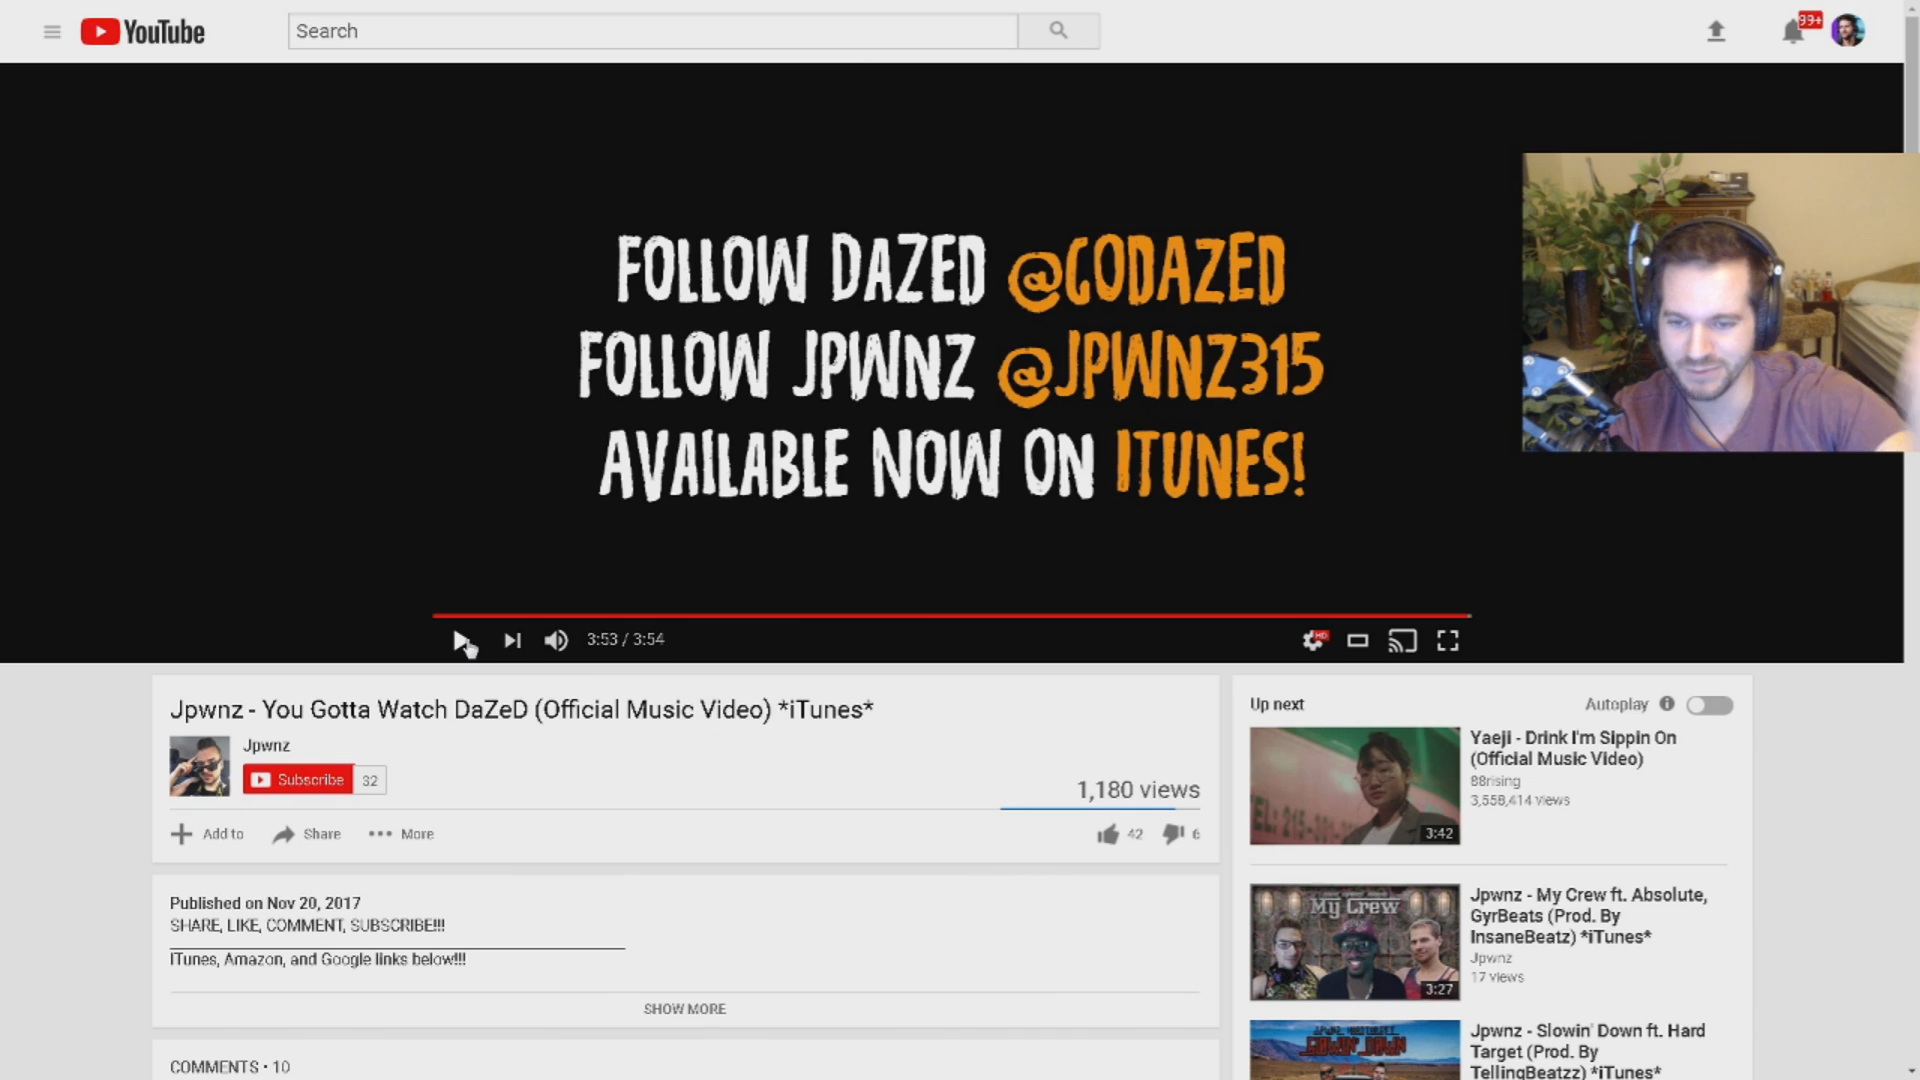 YouTube
Search
99+
FOLLOW DAZED @GODAZED
FOLLOW JPWNZ @JPWNZ315
AVAILABLE NOW ON ITUNES!
3:53 / 3:54
HD
Jpwnz - You Gotta Watch DaZeD (Official Music Video) *iTunes*
Jpwnz
Subscribe 32
1,180 views
Add to Share More
42 6
Published on Nov 20, 2017
SHARE, LIKE, COMMENT, SUBSCRIBE!!!
iTunes, Amazon, and Google links below!!!
SHOW MORE
COMMENTS • 10
Up next
Autoplay
Yaeji - Drink I'm Sippin On
(Official Music Video)
88rising
3,558,414 views
3:42
My Crew
3:27
Jpwnz - My Crew ft. Absolute,
GyrBeats (Prod. By
InsaneBeatz) *iTunes*
Jpwnz
17 views
SLOWIN' DOWN
Jpwnz - Slowin' Down ft. Hard
Target (Prod. By
TellingBeatzz) *iTunes*